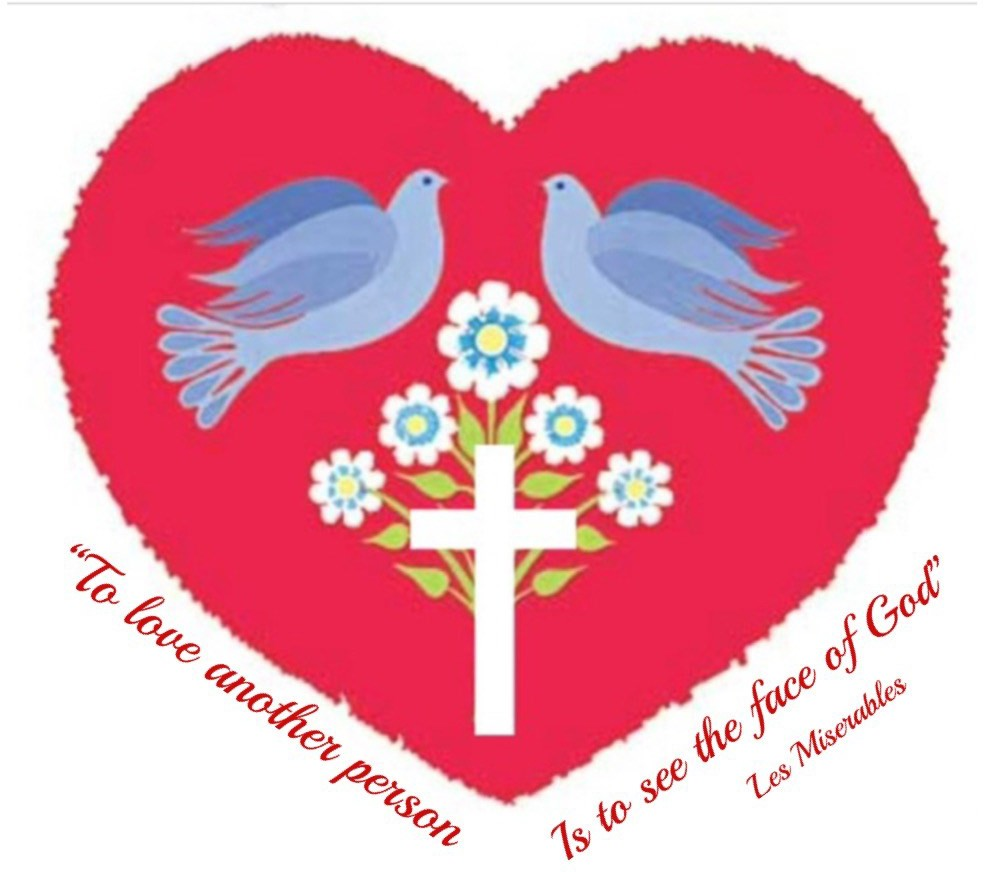 “To love another person
Is to see the face of God”
Les Miserables